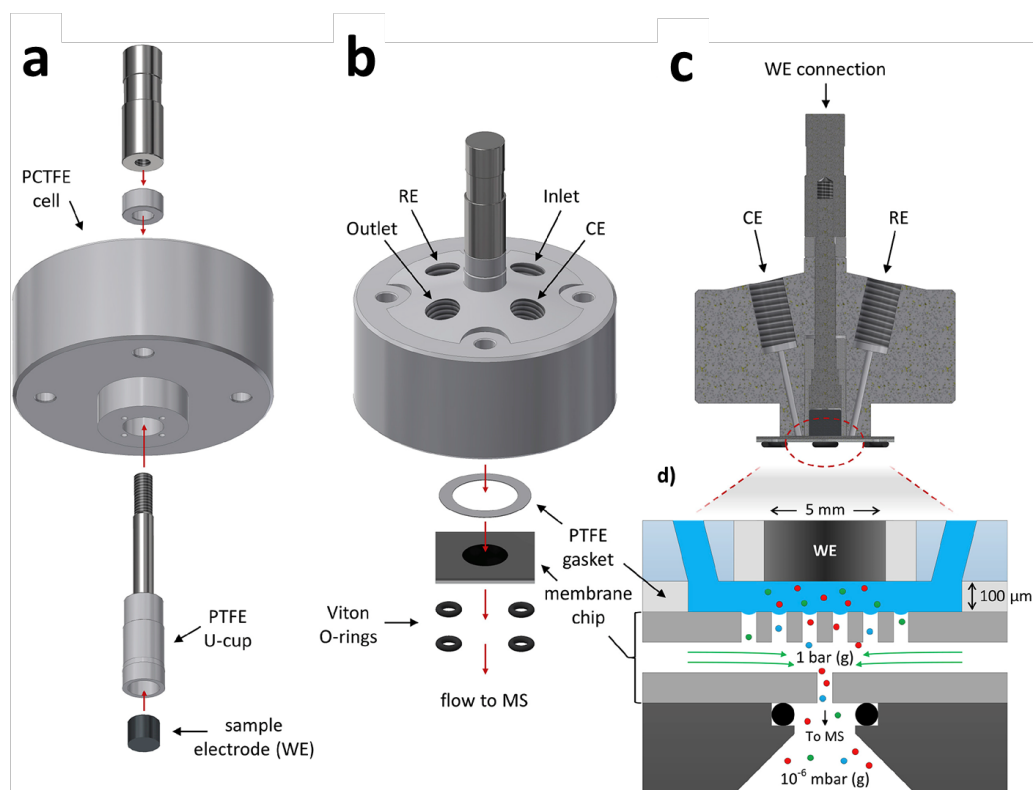 a
PCTFE
cell
PTFE
U-cup
sample
electrode (WE)
b
RE
Inlet
Outlet
CE
PTFE
gasket
membrane
chip
Viton
O-rings
flow to MS
c
WE connection
CE
RE
d)
5 mm
WE
100 µm
1 bar (g)
To MS
10⁻⁶ mbar (g)